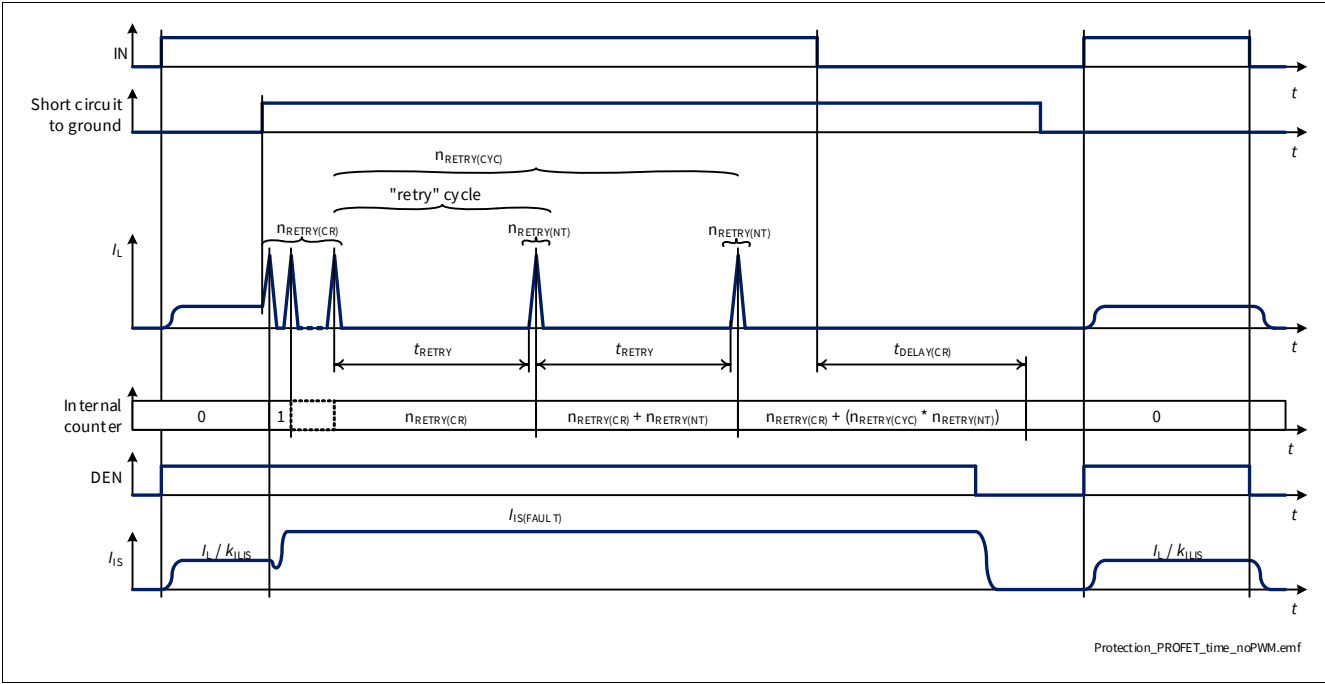 IN
t
Short circuit
to ground
t
nRETRY(CYC)
"retry" cycle
nRETRY(CR)
nRETRY(NT)
nRETRY(NT)
IL
t
tRETRY
tRETRY
tDELAY(CR)
Internal
counter
0
1
nRETRY(CR)
nRETRY(CR) + nRETRY(NT)
nRETRY(CR) + (nRETRY(CYC) * nRETRY(NT))
0
t
DEN
t
IIS(FAULT)
IIS
IL / kILIS
IL / kILIS
t
Protection_PROFET_time_noPWM.emf